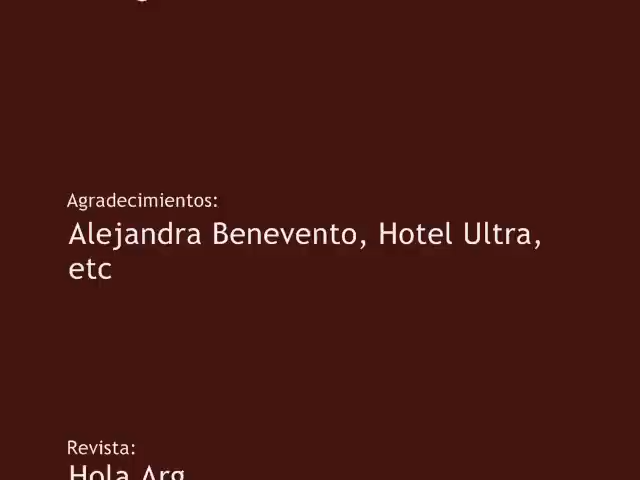 Agradecimientos:
Alejandra Benevento, Hotel Ultra,
etc
Revista:
Hola Arg